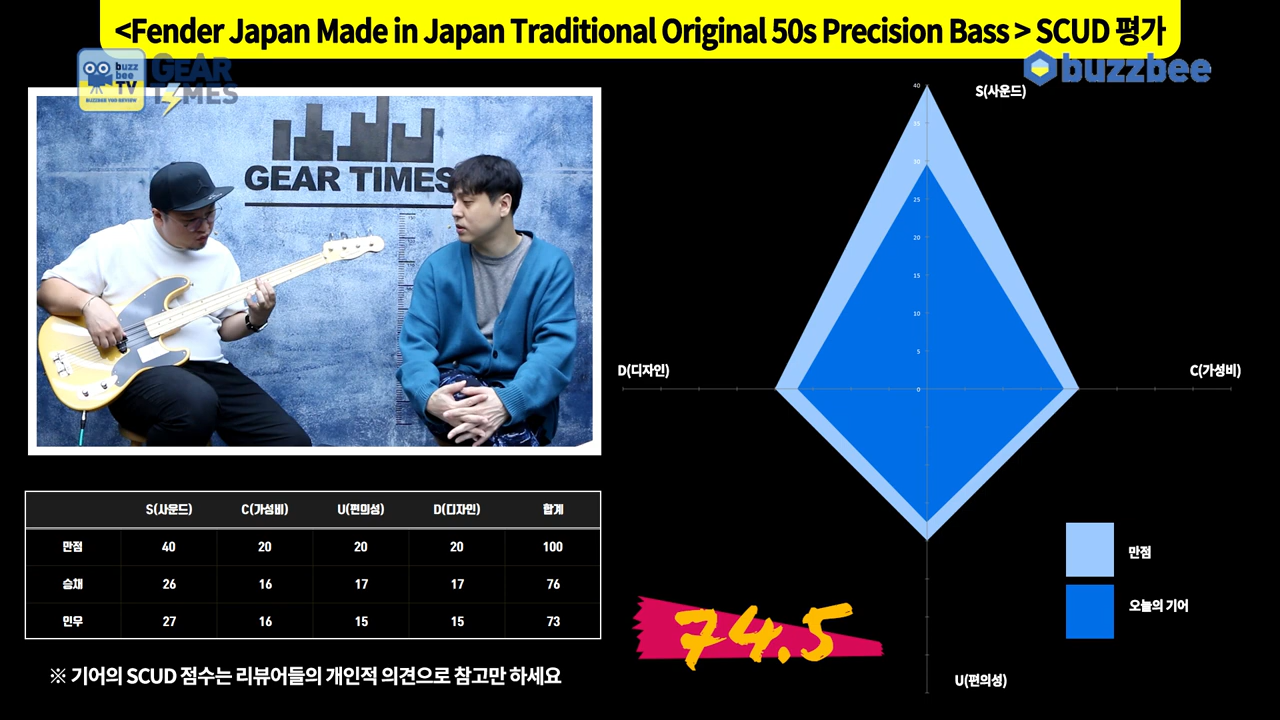 <Fender Japan Made in Japan Traditional Original 50s Precision Bass > SCUD 평가
buzz bee TV
BUZZBEE VOD REVIEW
GEAR TIMES
buzzbee
GEAR TIMES
S(사운드) C(가성비) U(편의성) D(디자인) 합계
만점 40 20 20 20 100
승채 26 16 17 17 76
민우 27 16 15 15 73
※ 기어의 SCUD 점수는 리뷰어들의 개인적 의견으로 참고만 하세요
S(사운드)
40
35
30
25
20
15
10
5
0
D(디자인)
C(가성비)
U(편의성)
만점
오늘의 기어
74.5